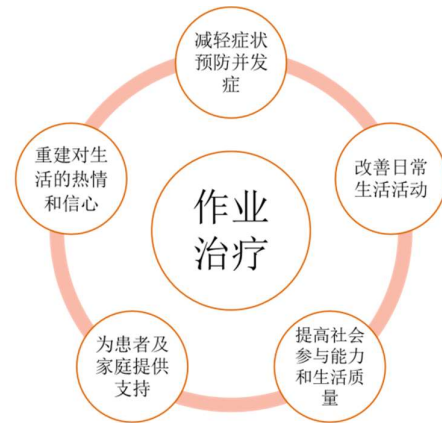 减轻症状
预防并发
症
重建对生
活的热情
和信心
改善日常
生活活动
作业
治疗
为患者及
家庭提供
支持
提高社会
参与能力
和生活质
量